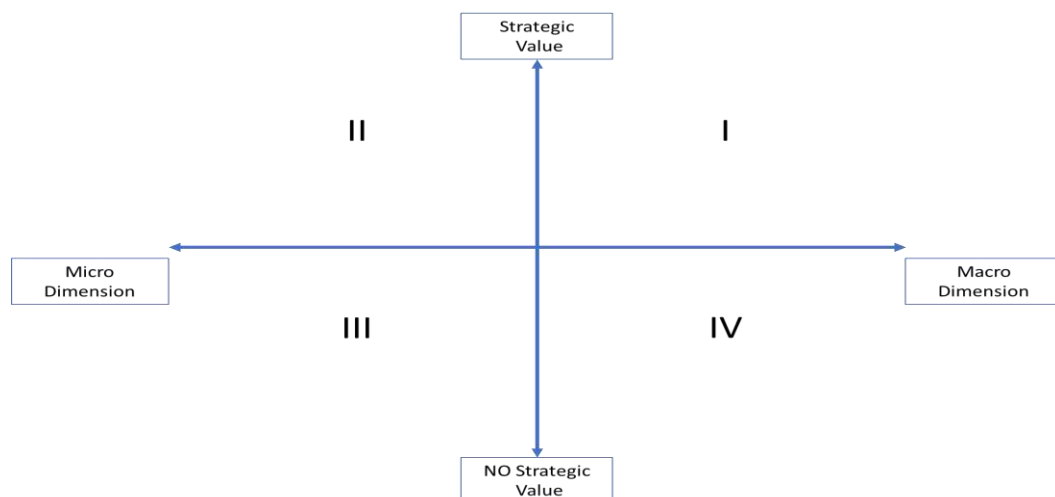 Strategic
Value
II
I
Micro
Dimension
Macro
Dimension
III
IV
NO Strategic
Value